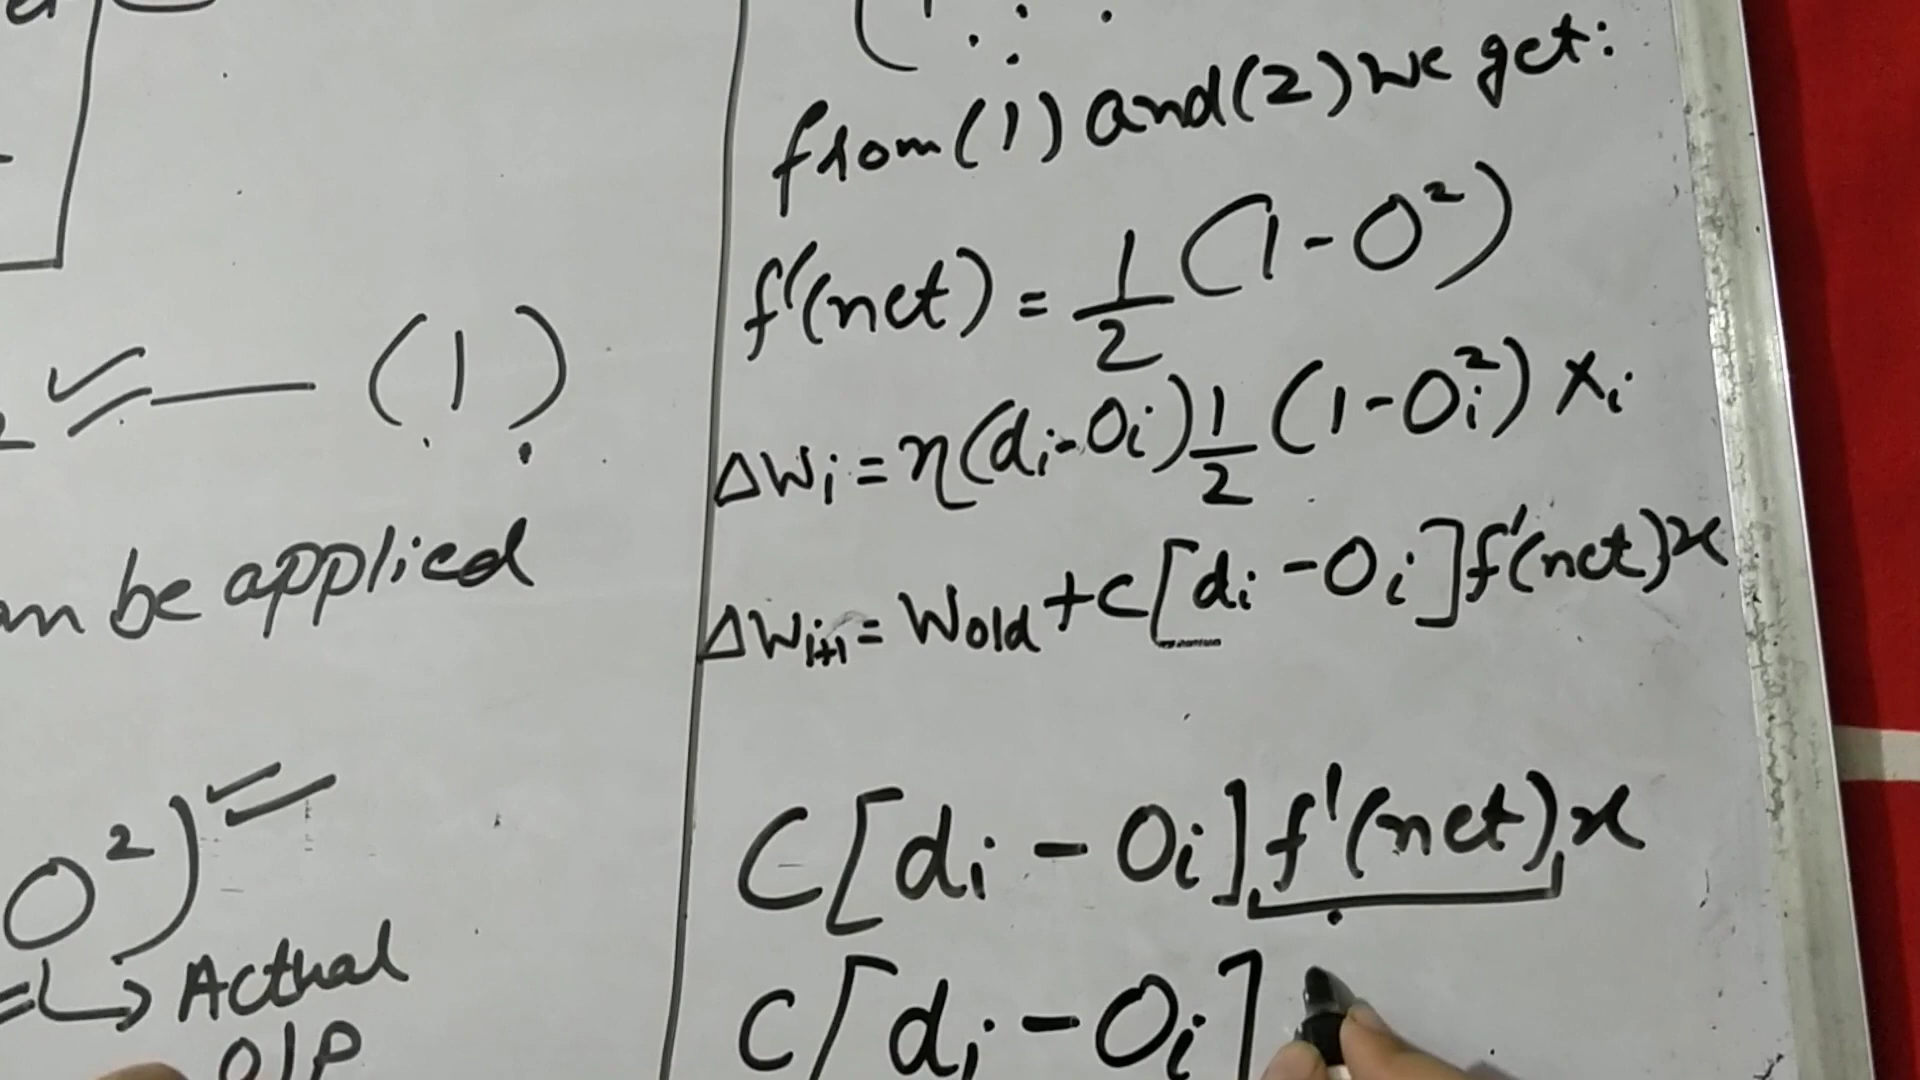 (1)
be applied
O²)
Actual
O/P
from (1) and (2) we get:
f'(net) = 1/2 (1-O²)
ΔWi = η(di-Oi) 1/2 (1-Oi²) Xi
ΔWi+1 = Wold + C[di - Oi] f'(net)x
C[di - Oi] f'(net) x
C[di - Oi]